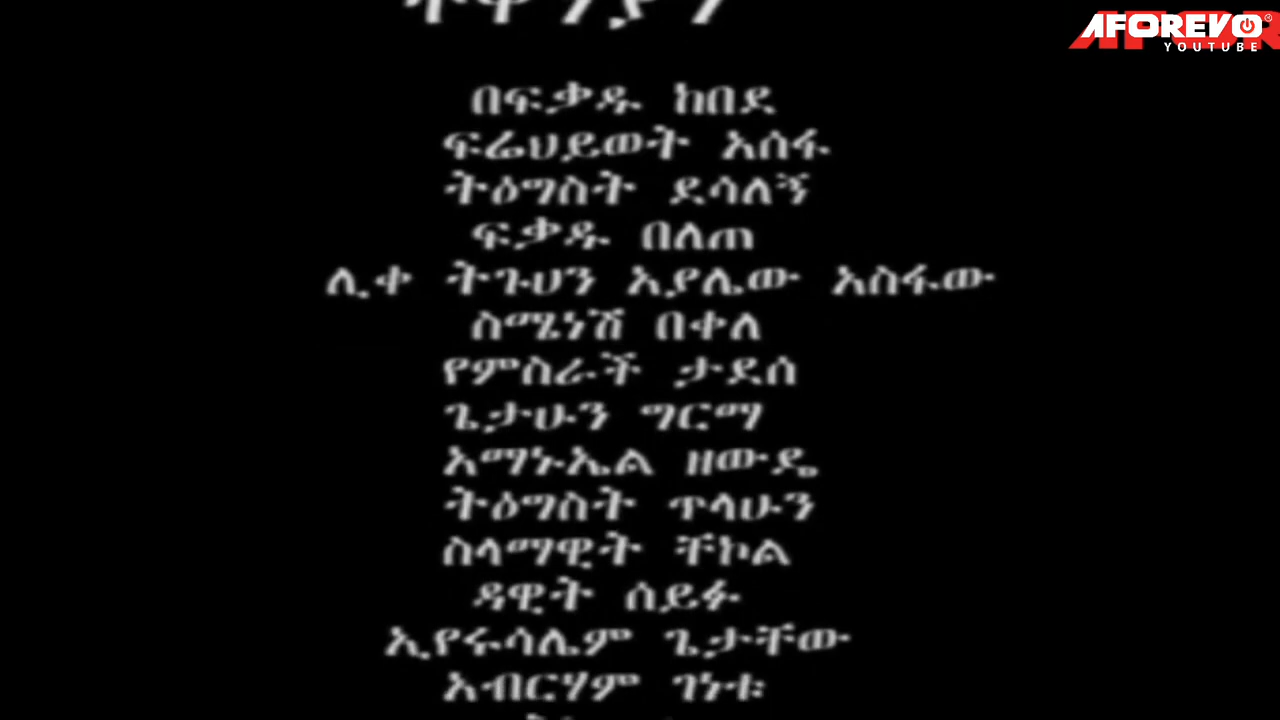 AFOREVO
YOUTUBE
በፍቃዱ ከበደ
ፍሬህይወት አሰፋ
ትዕግስት ደሳለኝ
ፍቃዱ በለጠ
ሊቀ ትጉሀን አያሌው አስፋው
ስሜነሽ በቀለ
የምስራች ታደሰ
ጌታሁን ግርማ
አማኑኤል ዘውዴ
ትዕግስት ጥላሁን
ስላማዊት ቸኮል
ዳዊት ሰይፉ
ኢየሩሳሌም ጌታቸው
አብርሃም ገነቱ